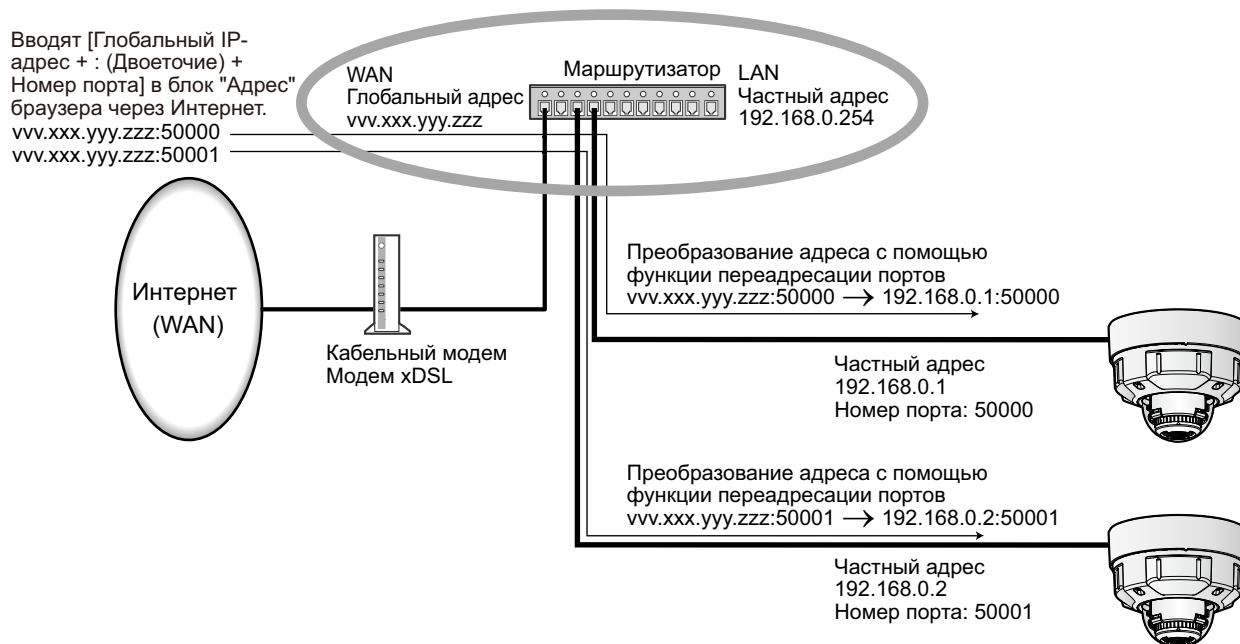 Вводят [Глобальный IP-
адрес + : (Двоеточие) +
Номер порта] в блок "Адрес"
браузера через Интернет.
vvv.xxx.yyy.zzz:50000
vvv.xxx.yyy.zzz:50001
WAN
Глобальный адрес
vvv.xxx.yyy.zzz
Маршрутизатор
LAN
Частный адрес
192.168.0.254
Интернет
(WAN)
Кабельный модем
Модем xDSL
Преобразование адреса с помощью
функции переадресации портов
vvv.xxx.yyy.zzz:50000 → 192.168.0.1:50000
Частный адрес
192.168.0.1
Номер порта: 50000
Преобразование адреса с помощью
функции переадресации портов
vvv.xxx.yyy.zzz:50001 → 192.168.0.2:50001
Частный адрес
192.168.0.2
Номер порта: 50001